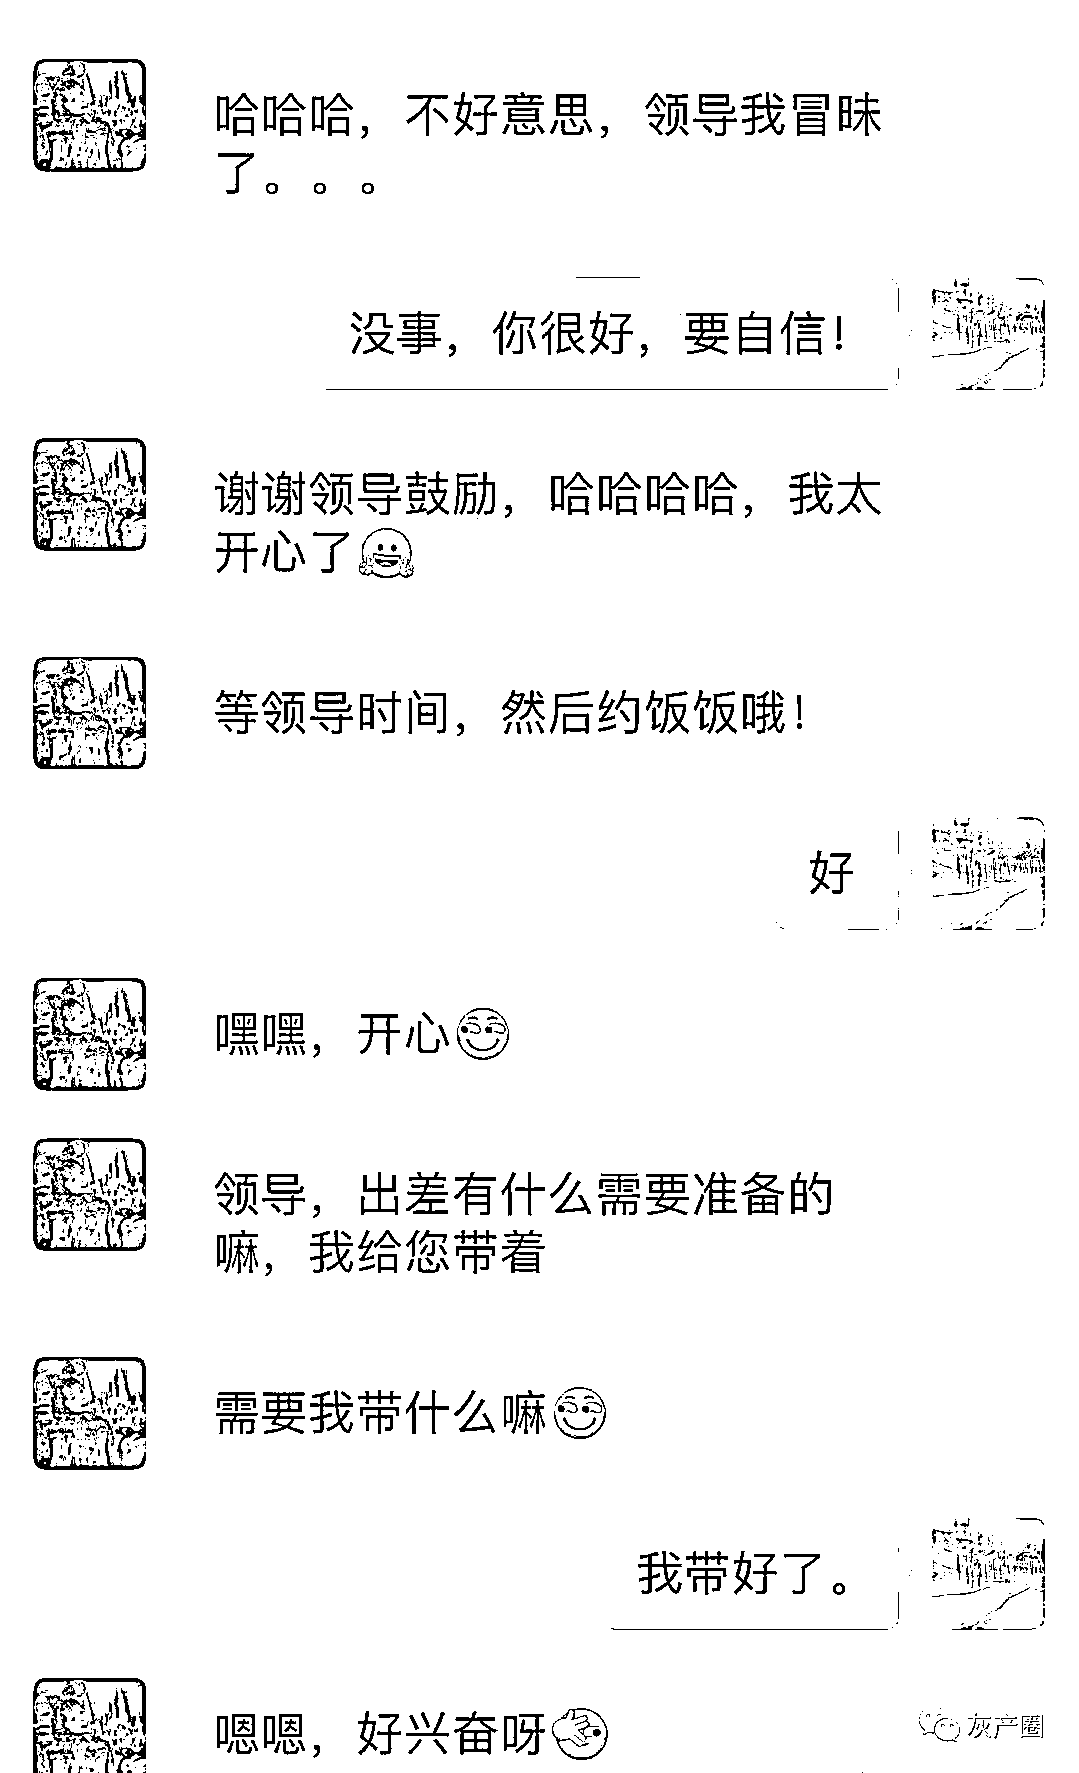 哈哈哈，不好意思，领导我冒昧
了。。。
没事，你很好，要自信！
谢谢领导鼓励，哈哈哈哈，我太
开心了
等领导时间，然后约饭饭哦！
好
嘿嘿，开心
领导，出差有什么需要准备的
嘛，我给您带着
需要我带什么嘛
我带好了。
嗯嗯，好兴奋呀
灰产圈